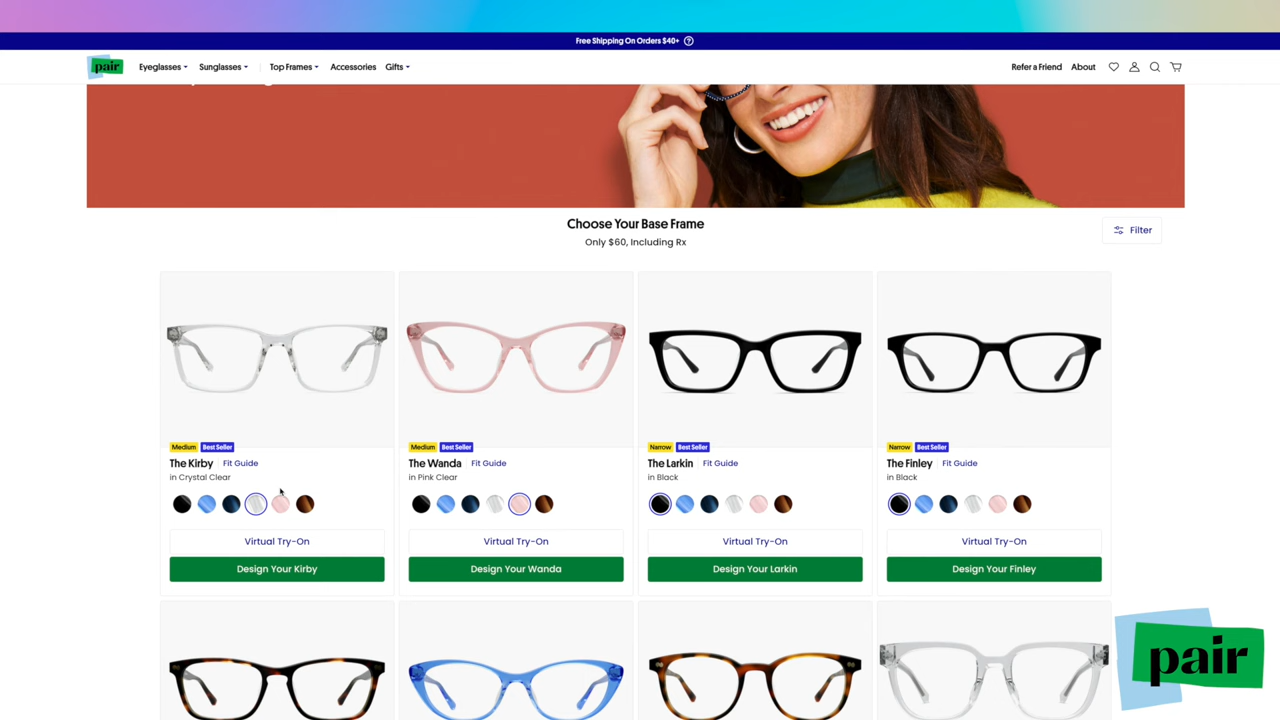 Free Shipping On Orders $40+ ?
pair Eyeglasses Sunglasses Top Frames Accessories Gifts Refer a Friend About
Choose Your Base Frame
Only $60, Including Rx
Filter
Medium Best Seller
The Kirby Fit Guide
in Crystal Clear
Virtual Try-On
Design Your Kirby
Medium Best Seller
The Wanda Fit Guide
in Pink Clear
Virtual Try-On
Design Your Wanda
Narrow Best Seller
The Larkin Fit Guide
in Black
Virtual Try-On
Design Your Larkin
Narrow Best Seller
The Finley Fit Guide
in Black
Virtual Try-On
Design Your Finley
pair